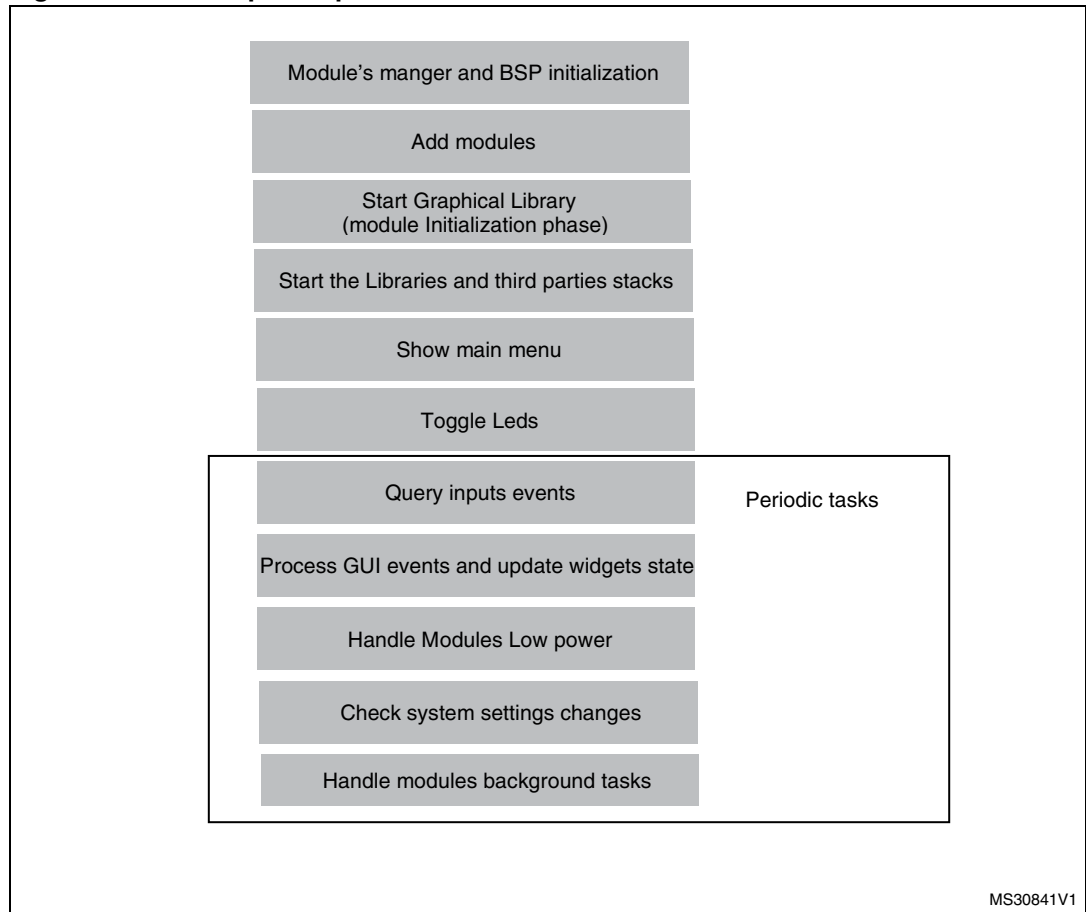 Module's manger and BSP initialization
Add modules
Start Graphical Library
(module Initialization phase)
Start the Libraries and third parties stacks
Show main menu
Toggle Leds
Query inputs events
Periodic tasks
Process GUI events and update widgets state
Handle Modules Low power
Check system settings changes
Handle modules background tasks
MS30841V1